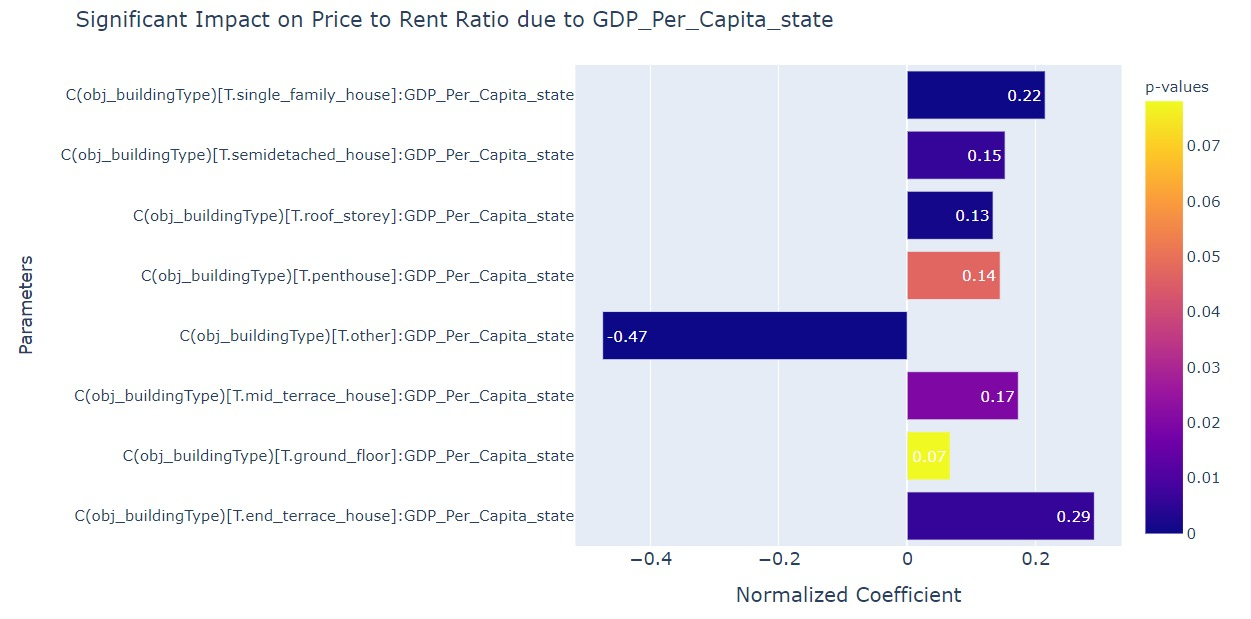 Significant Impact on Price to Rent Ratio due to GDP_Per_Capita_state
p-values
C(obj_buildingType)[T.single_family_house]:GDP_Per_Capita_state
0.22
C(obj_buildingType)[T.semidetached_house]:GDP_Per_Capita_state
0.15
C(obj_buildingType)[T.roof_storey]:GDP_Per_Capita_state
0.13
C(obj_buildingType)[T.penthouse]:GDP_Per_Capita_state
0.14
C(obj_buildingType)[T.other]:GDP_Per_Capita_state
−0.47
C(obj_buildingType)[T.mid_terrace_house]:GDP_Per_Capita_state
0.17
C(obj_buildingType)[T.ground_floor]:GDP_Per_Capita_state
0.07
C(obj_buildingType)[T.end_terrace_house]:GDP_Per_Capita_state
0.29
Parameters
−0.4
−0.2
0
0.2
Normalized Coefficient
0.07
0.06
0.05
0.04
0.03
0.02
0.01
0